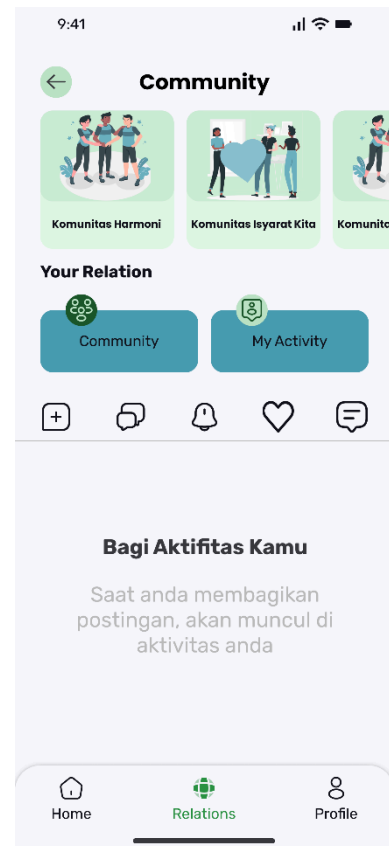 9:41
Community
Komunitas Harmoni
Komunitas Isyarat Kita
Your Relation
Community
My Activity
Bagi Aktifitas Kamu
Saat anda membagikan
postingan, akan muncul di
aktivitas anda
Home
Relations
Profile